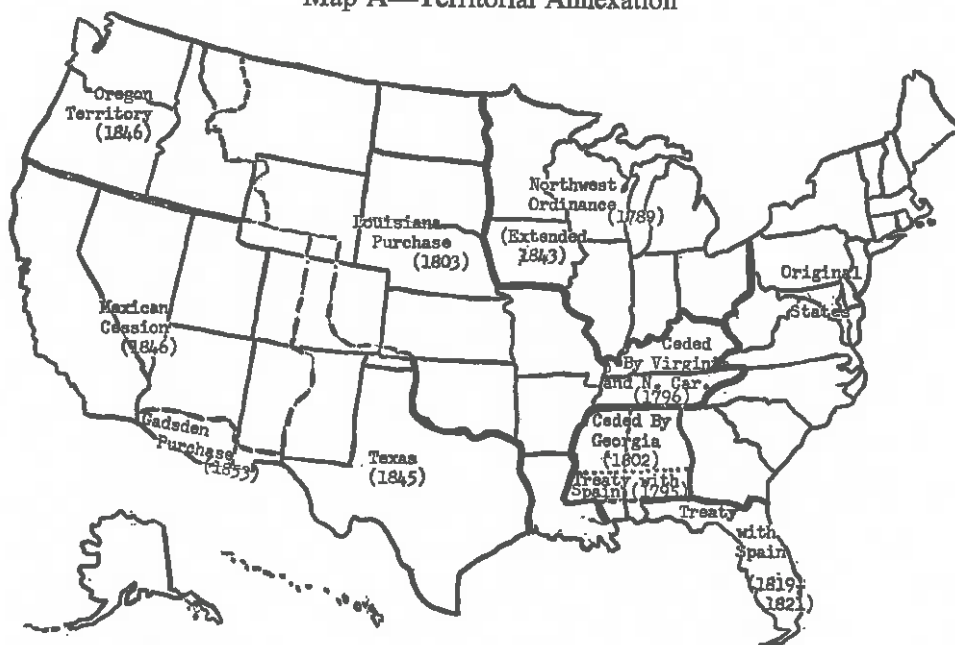 Map A—Territorial Annexation
Oregon
Territory
(1846)
Northwest
Ordinance
(1789)
Louisiana
Purchase
(1803)
(Extended
1843)
Original
States
Mexican
Cession
(1846)
Ceded
By Virginia
and N. Car.
(1796)
Gadsden
Purchase
(1853)
Texas
(1845)
Ceded By
Georgia
(1802)
Treaty with
Spain (1795)
Treaty
with
Spain
(1819-
1821)